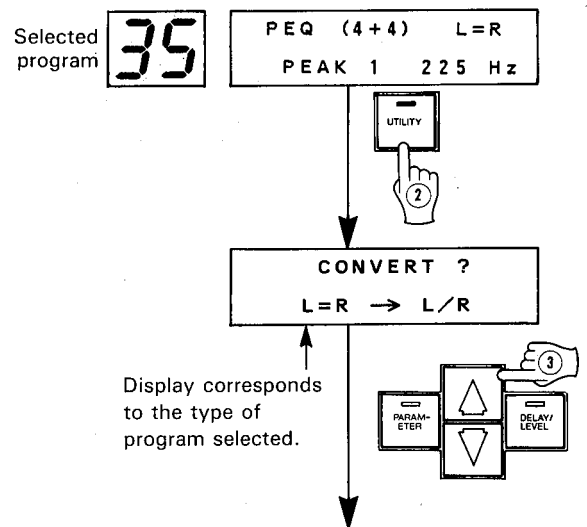 Selected
program
35
PEQ (4+4) L=R
PEAK 1 225 Hz
UTILITY
2
CONVERT ?
L=R → L/R
Display corresponds
to the type of
program selected.
3
PARAM-
ETER
DELAY/
LEVEL